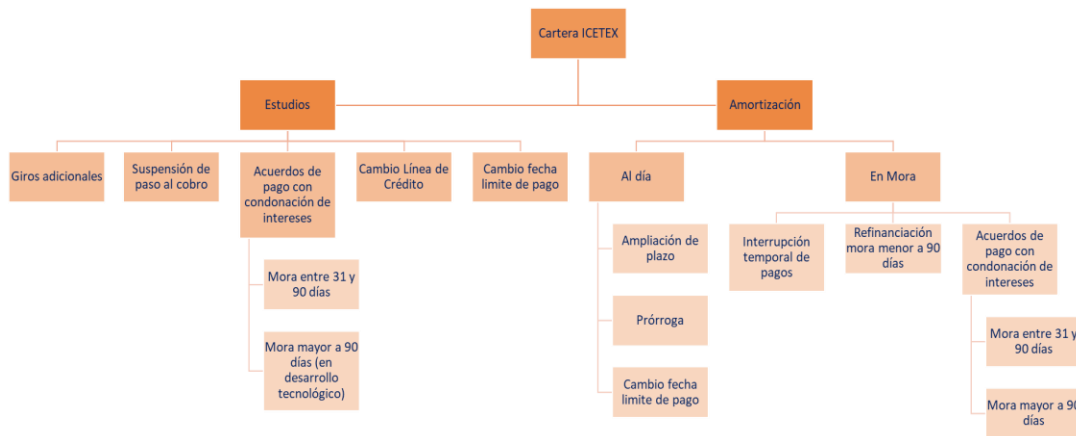 Cartera ICETEX
Estudios
Amortización
Giros adicionales
Suspensión de
paso al cobro
Acuerdos de
pago con
condonación de
intereses
Cambio Línea de
Crédito
Cambio fecha
limite de pago
Al día
En Mora
Mora entre 31 y
90 días
Mora mayor a 90
días (en
desarrollo
tecnológico)
Ampliación de
plazo
Prórroga
Cambio fecha
limite de pago
Interrupción
temporal de
pagos
Refinanciación
mora menor a 90
días
Acuerdos de
pago con
condonación de
intereses
Mora entre 31 y
90 días
Mora mayor a 90
días